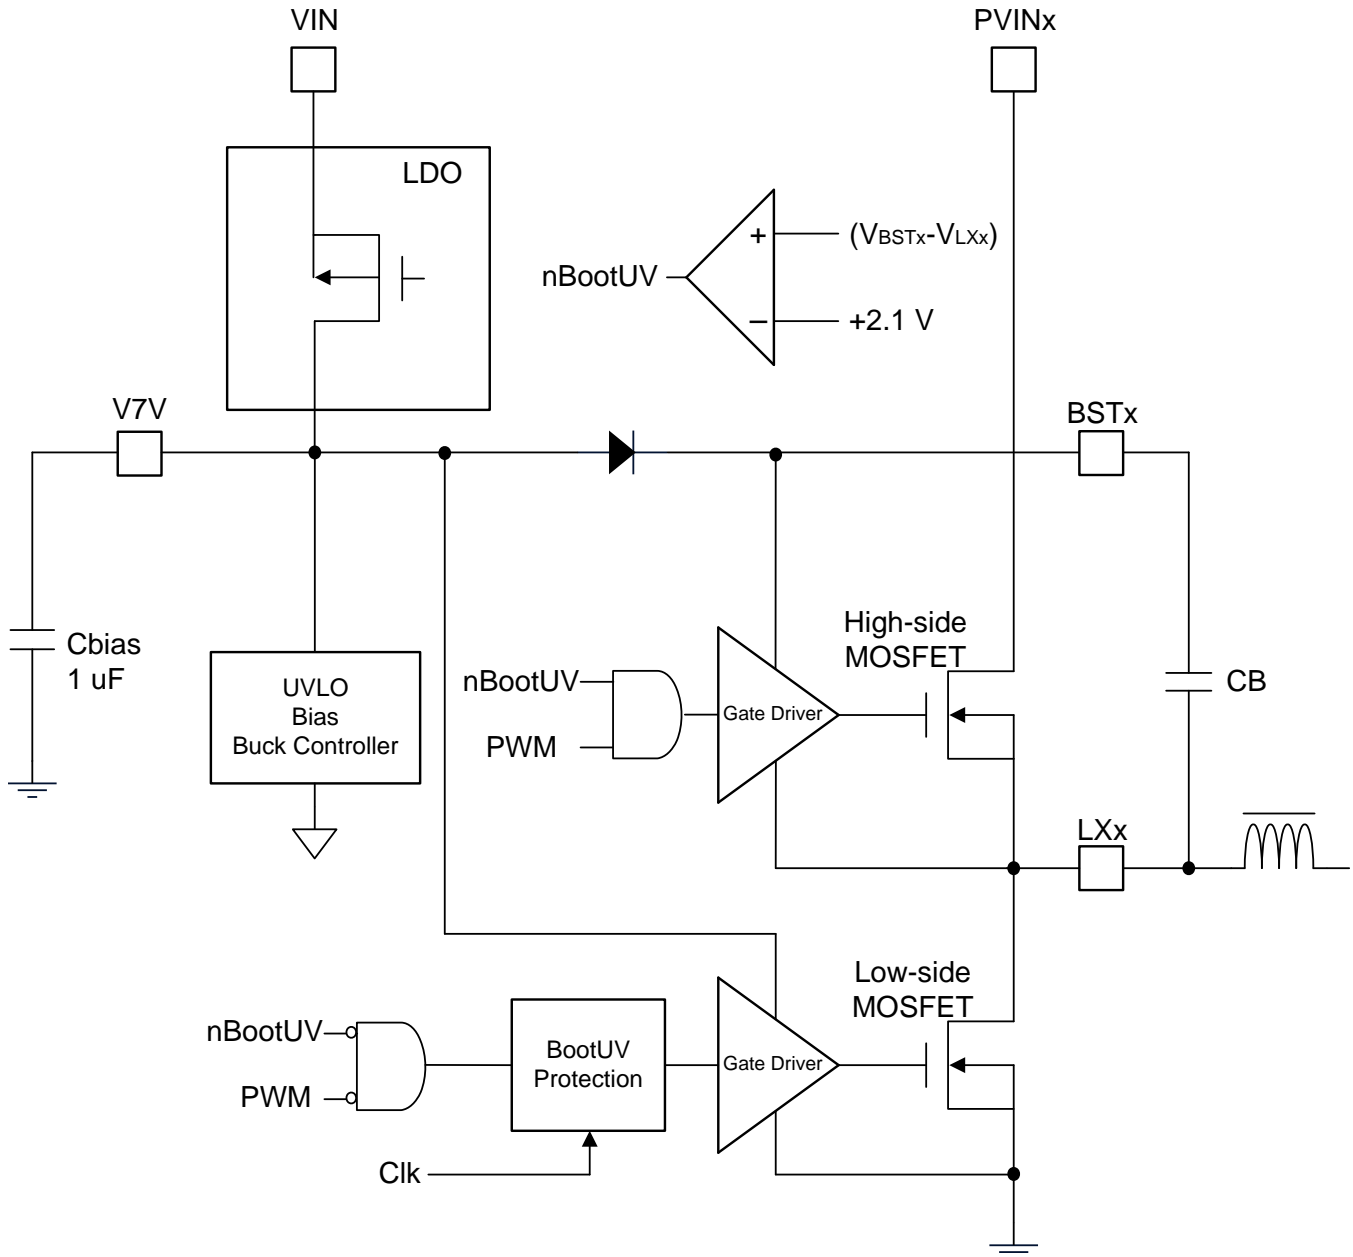 VIN
PVINx
LDO
+
(VBSTx-VLXx)
nBootUV
−
+2.1 V
V7V
BSTx
Cbias
1 uF
UVLO
Bias
Buck Controller
nBootUV
PWM
Gate Driver
High-side
MOSFET
CB
LXx
Low-side
MOSFET
nBootUV
PWM
BootUV
Protection
Gate Driver
Clk